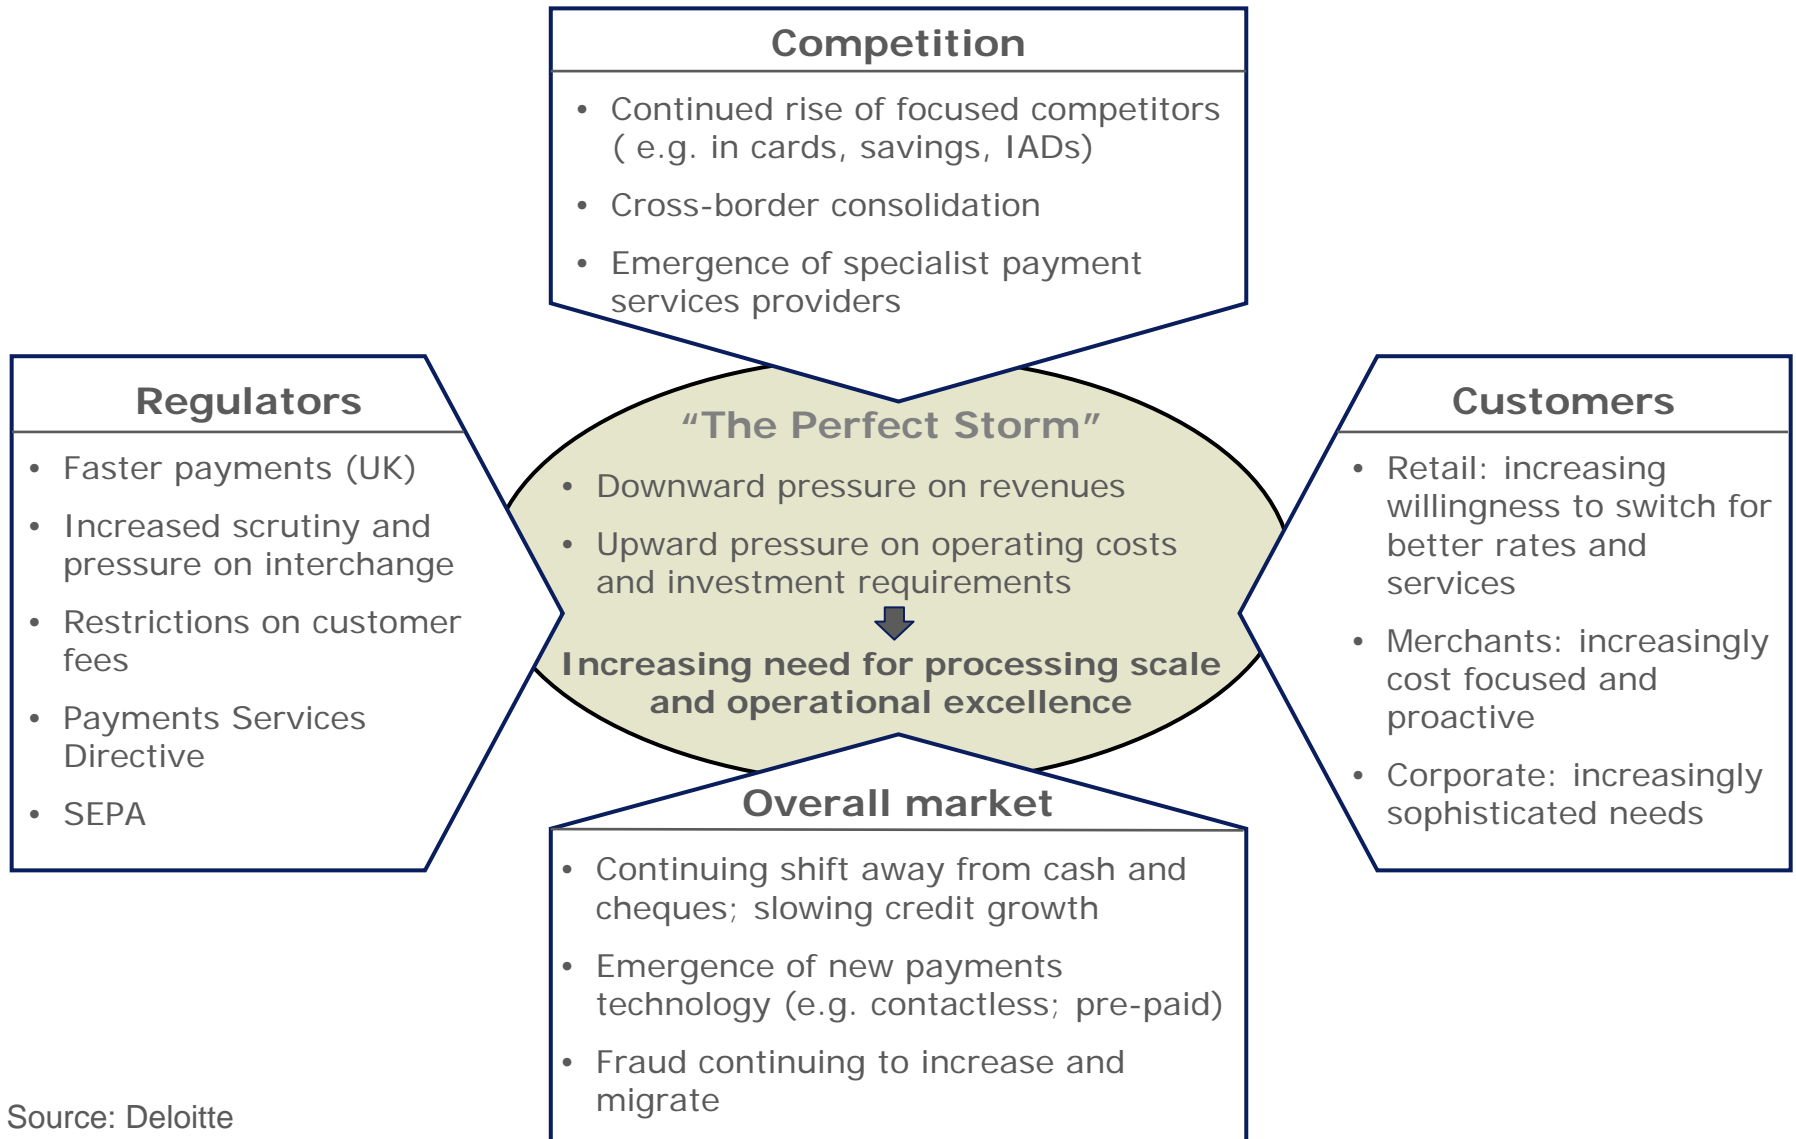 Competition
• Continued rise of focused competitors
( e.g. in cards, savings, IADs)
• Cross-border consolidation
• Emergence of specialist payment
services providers
Regulators
• Faster payments (UK)
• Increased scrutiny and
pressure on interchange
• Restrictions on customer
fees
• Payments Services
Directive
• SEPA
“The Perfect Storm”
• Downward pressure on revenues
• Upward pressure on operating costs
and investment requirements
Increasing need for processing scale
and operational excellence
Customers
• Retail: increasing
willingness to switch for
better rates and
services
• Merchants: increasingly
cost focused and
proactive
• Corporate: increasingly
sophisticated needs
Overall market
• Continuing shift away from cash and
cheques; slowing credit growth
• Emergence of new payments
technology (e.g. contactless; pre-paid)
• Fraud continuing to increase and
migrate
Source: Deloitte